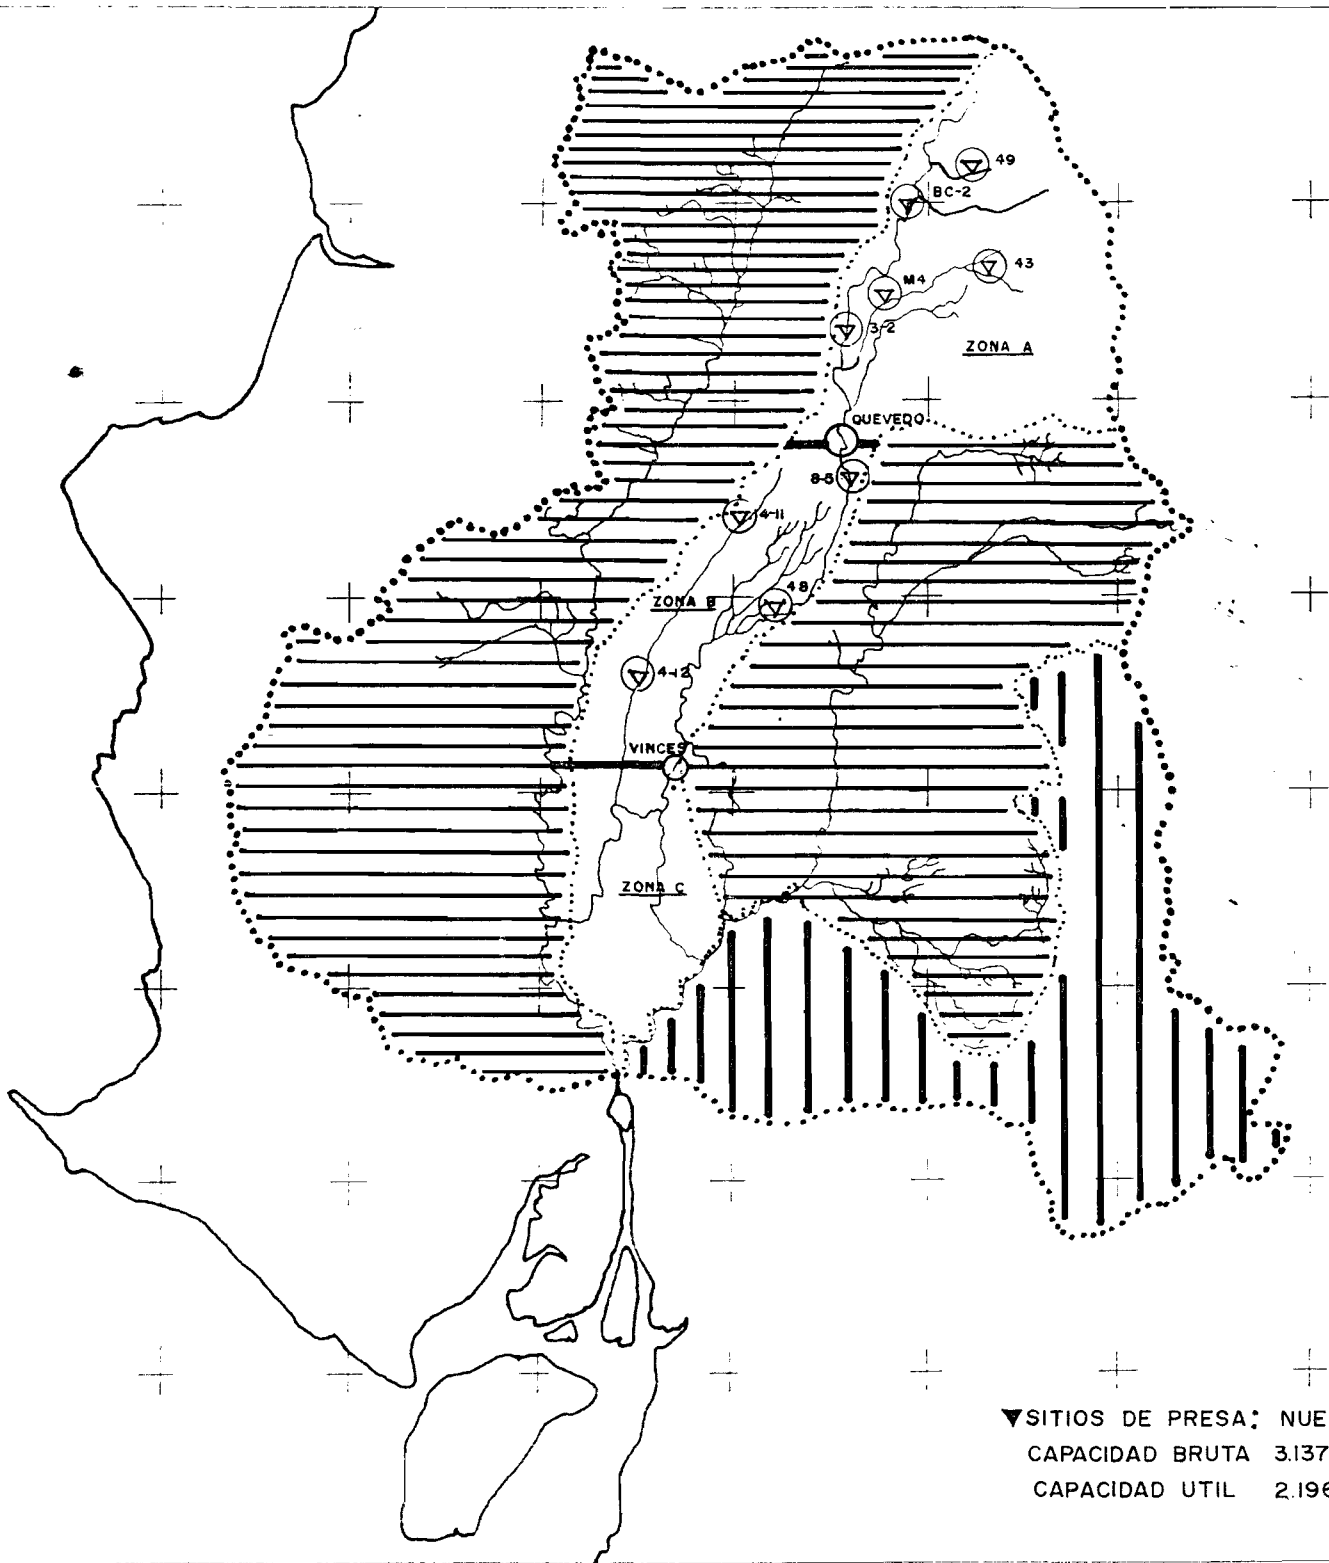 49
BC-2
43
M4
3-2
ZONA A
QUEVEDO
8-5
4-11
48
ZONA B
4-12
VINCES
ZONA C
SITIOS DE PRESA: NUE
CAPACIDAD BRUTA 3.137
CAPACIDAD UTIL 2.196